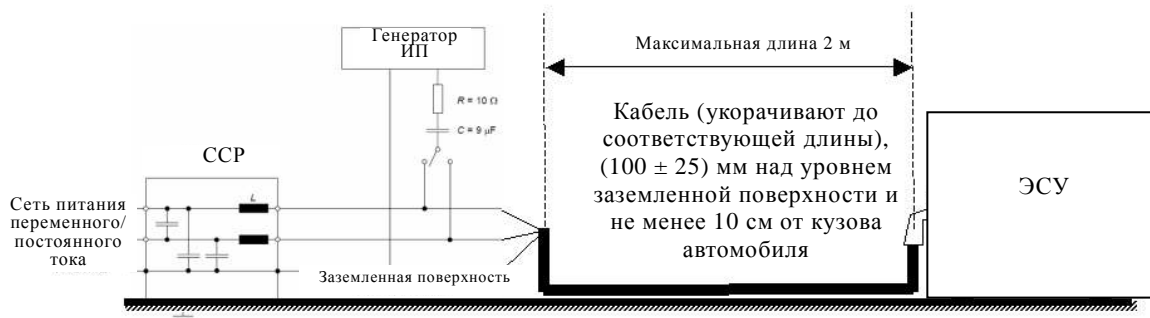 Генератор
ИП
Максимальная длина 2 м
R = 10 Ω
C = 9 μF
Кабель (укорачивают до
соответствующей длины),
(100 ± 25) мм над уровнем
заземленной поверхности и
не менее 10 см от кузова
автомобиля
ССР
ЭСУ
L
Сеть питания
переменного/
постоянного
тока
Заземленная поверхность